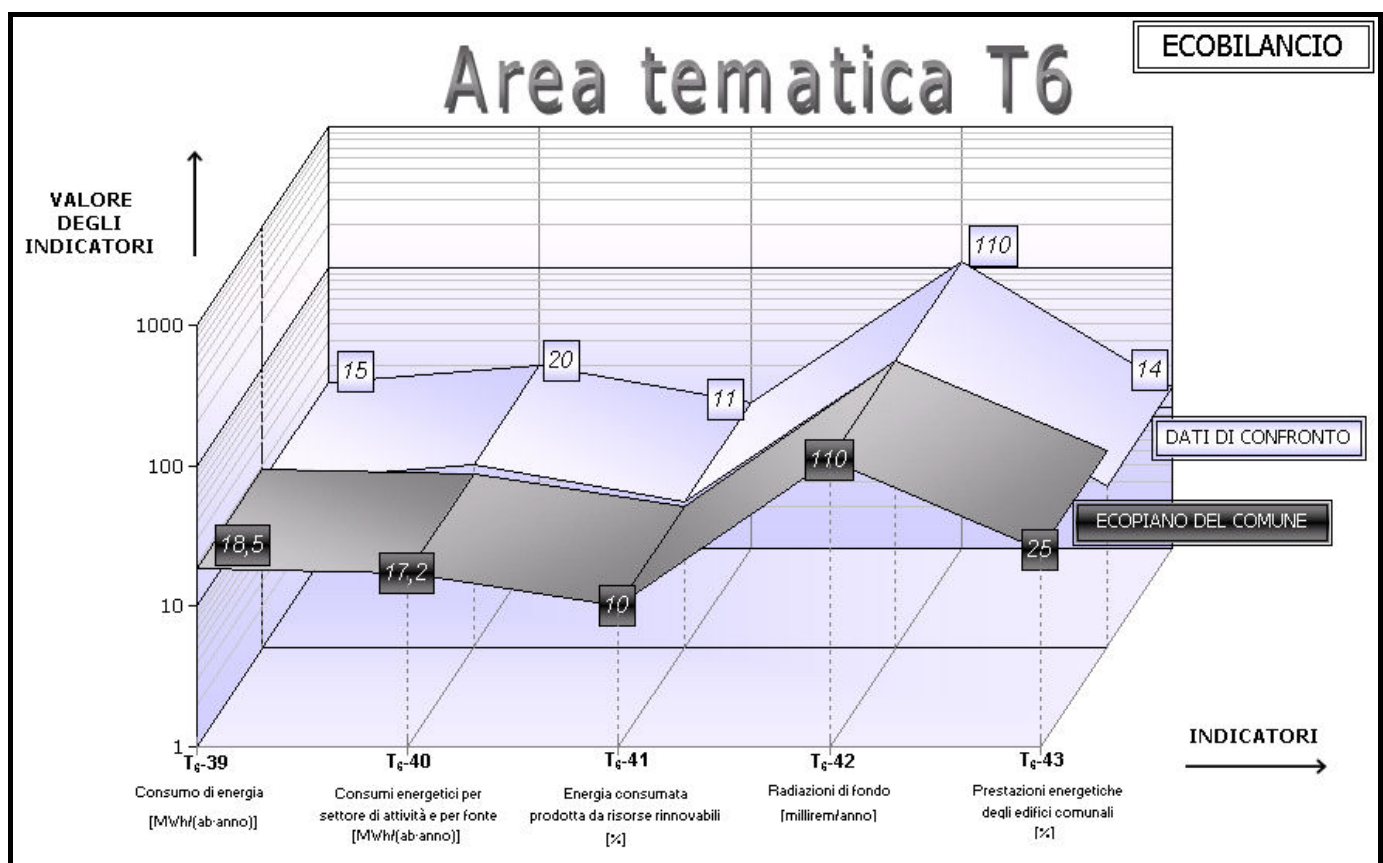 ECOBILANCIO
Area tematica T6
VALORE
DEGLI
INDICATORI
1000
100
10
1
15
20
11
110
14
DATI DI CONFRONTO
18,5
17,2
10
110
25
ECOPIANO DEL COMUNE
INDICATORI
T6-39
T6-40
T6-41
T6-42
T6-43
Consumo di energia
[MWh/(ab·anno)]
Consumi energetici per
settore di attività e per fonte
[MWh/(ab·anno)]
Energia consumata
prodotta da risorse rinnovabili
[%]
Radiazioni di fondo
[millirem/anno]
Prestazioni energetiche
degli edifici comunali
[%]